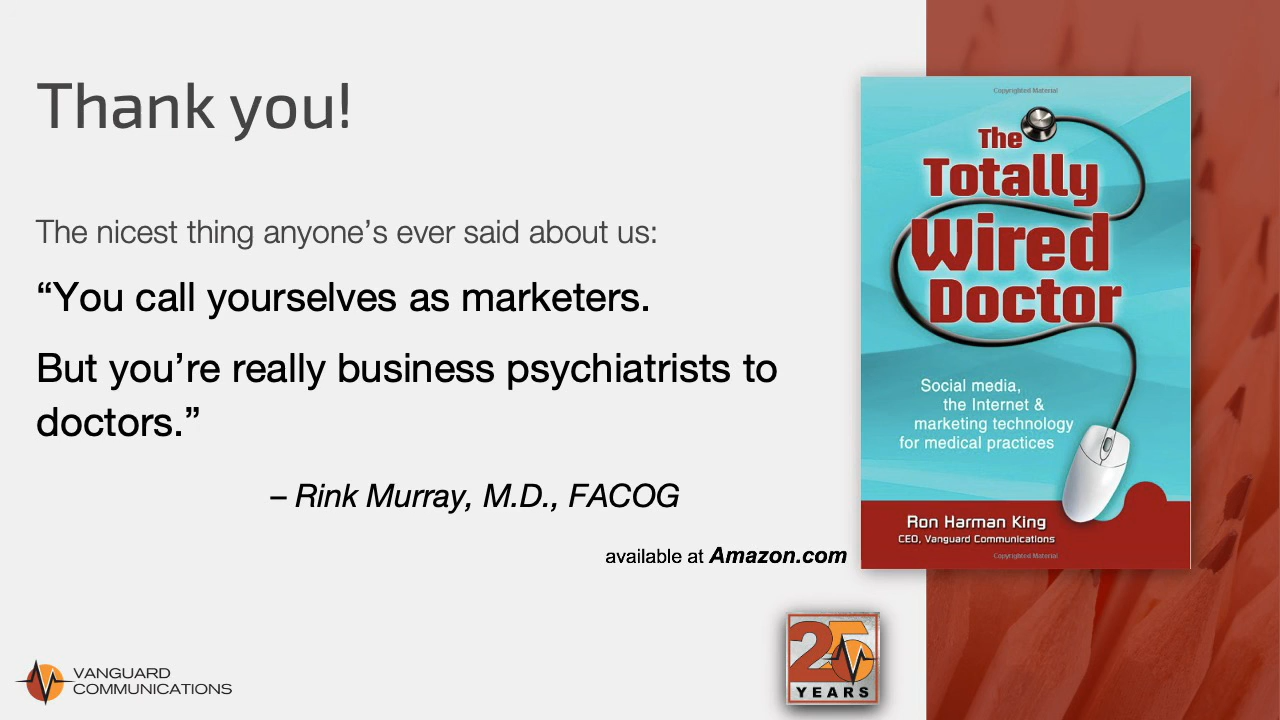 Thank you!
The nicest thing anyone’s ever said about us:
“You call yourselves as marketers.
But you’re really business psychiatrists to
doctors.”
– Rink Murray, M.D., FACOG
available at Amazon.com
Copyrighted Material
The
Totally
Wired
Doctor
Social media,
the Internet &
marketing technology
for medical practices
Ron Harman King
CEO, Vanguard Communications
Copyrighted Material
25
YEARS
VANGUARD
COMMUNICATIONS